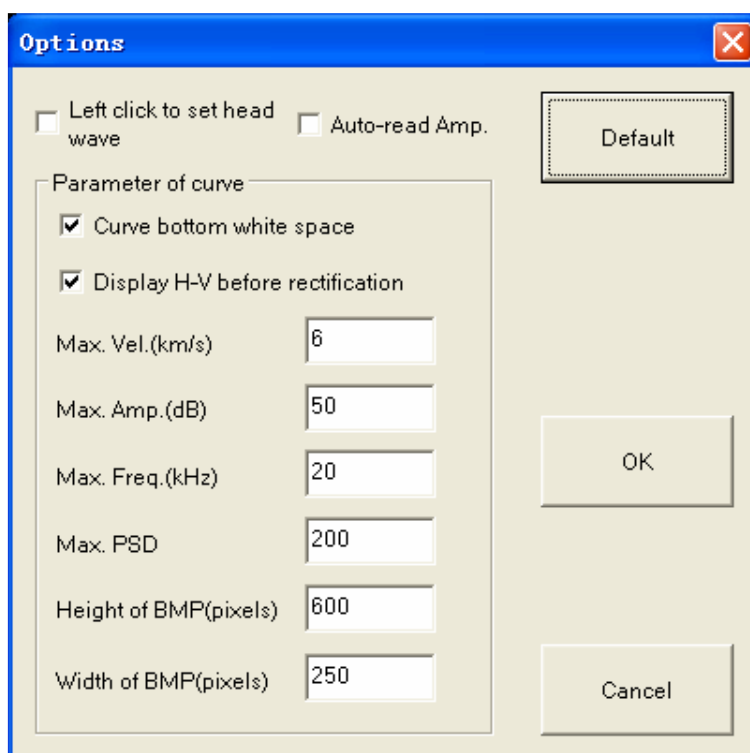 Options
Left click to set head
wave
Auto-read Amp.
Default
Parameter of curve
Curve bottom white space
Display H-V before rectification
Max. Vel.(km/s)
6
Max. Amp.(dB)
50
Max. Freq.(kHz)
20
OK
Max. PSD
200
Height of BMP(pixels)
600
Width of BMP(pixels)
250
Cancel